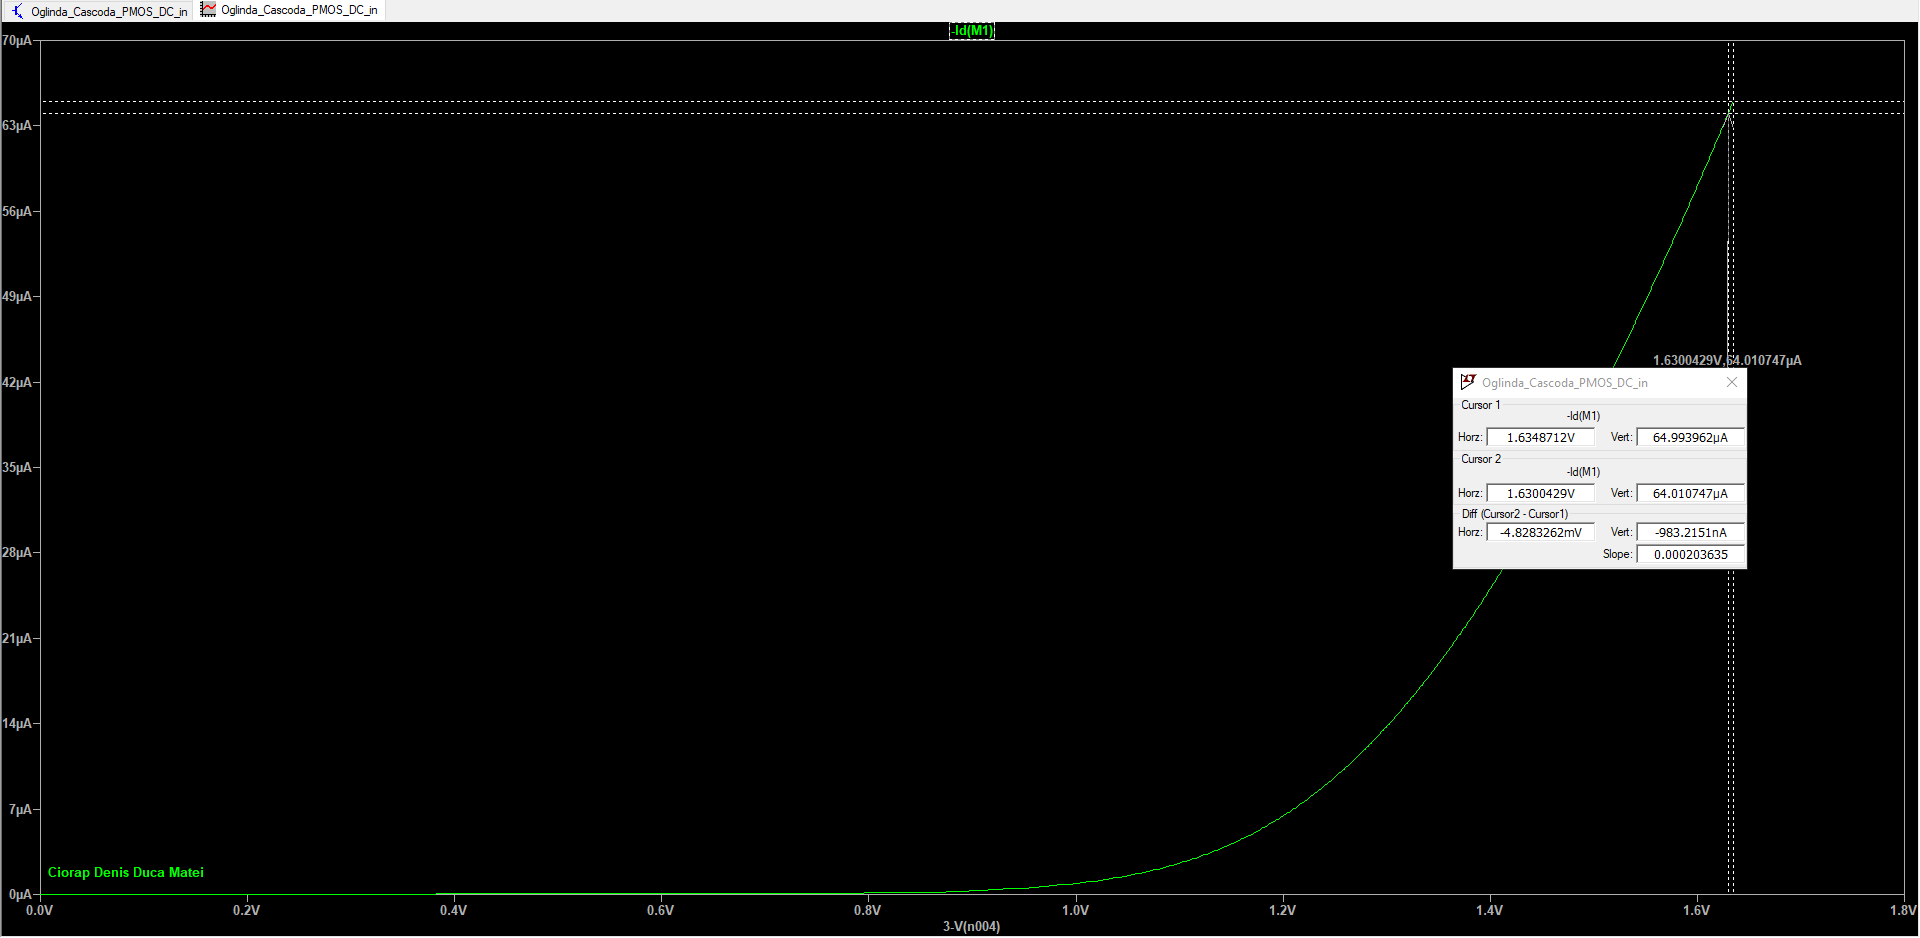 Oglinda_Cascoda_PMOS_DC_in Oglinda_Cascoda_PMOS_DC_in
-Id(M1)
70µA
63µA
56µA
49µA
42µA
35µA
28µA
21µA
14µA
7µA
0µA
1.6300429V,64.010747µA
Oglinda_Cascoda_PMOS_DC_in
Cursor 1
-Id(M1)
Horz: 1.6348712V Vert: 64.993962µA
Cursor 2
-Id(M1)
Horz: 1.6300429V Vert: 64.010747µA
Diff (Cursor2 - Cursor1)
Horz: -4.8283262mV Vert: -983.2151nA
Slope: 0.000203635
Ciorap Denis Duca Matei
0.0V 0.2V 0.4V 0.6V 0.8V 1.0V 1.2V 1.4V 1.6V 1.8V
3-V(n004)